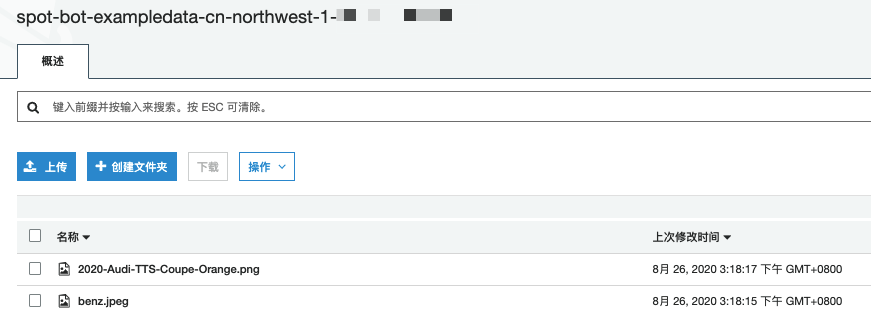 spot-bot-exampledata-cn-northwest-1-
概述
键入前缀并按输入来搜索。按 ESC 可清除。
上传 创建文件夹 下载 操作
名称 上次修改时间
2020-Audi-TTS-Coupe-Orange.png 8月 26, 2020 3:18:17 下午 GMT+0800
benz.jpeg 8月 26, 2020 3:18:15 下午 GMT+0800